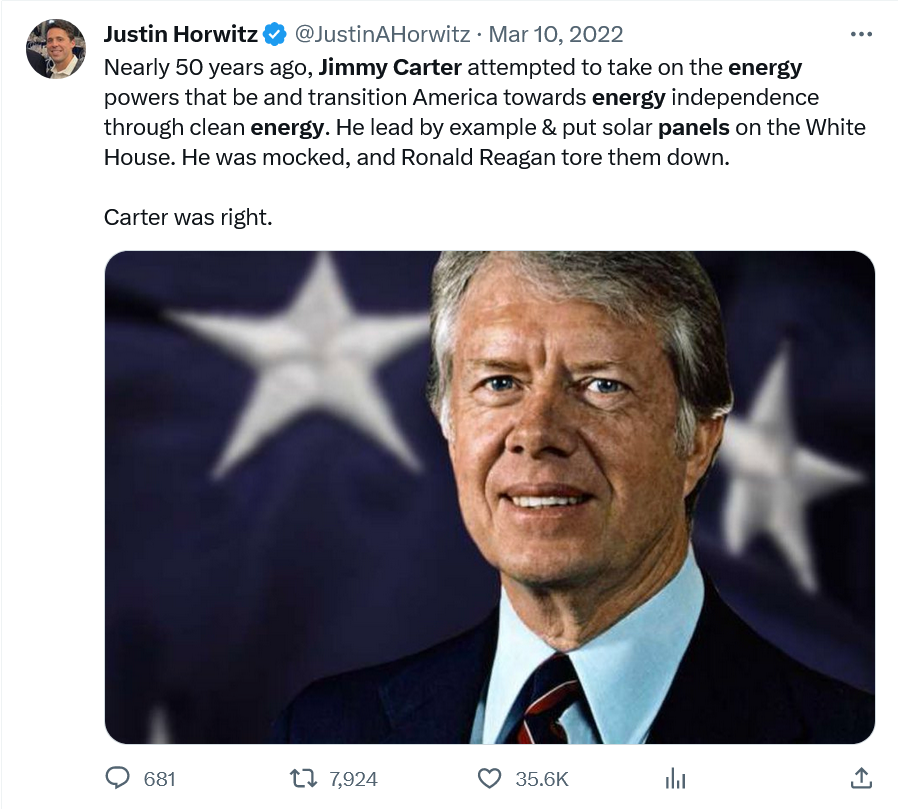 Justin Horwitz @JustinAHorwitz · Mar 10, 2022
Nearly 50 years ago, Jimmy Carter attempted to take on the energy
powers that be and transition America towards energy independence
through clean energy. He lead by example & put solar panels on the White
House. He was mocked, and Ronald Reagan tore them down.
Carter was right.
681 7,924 35.6K